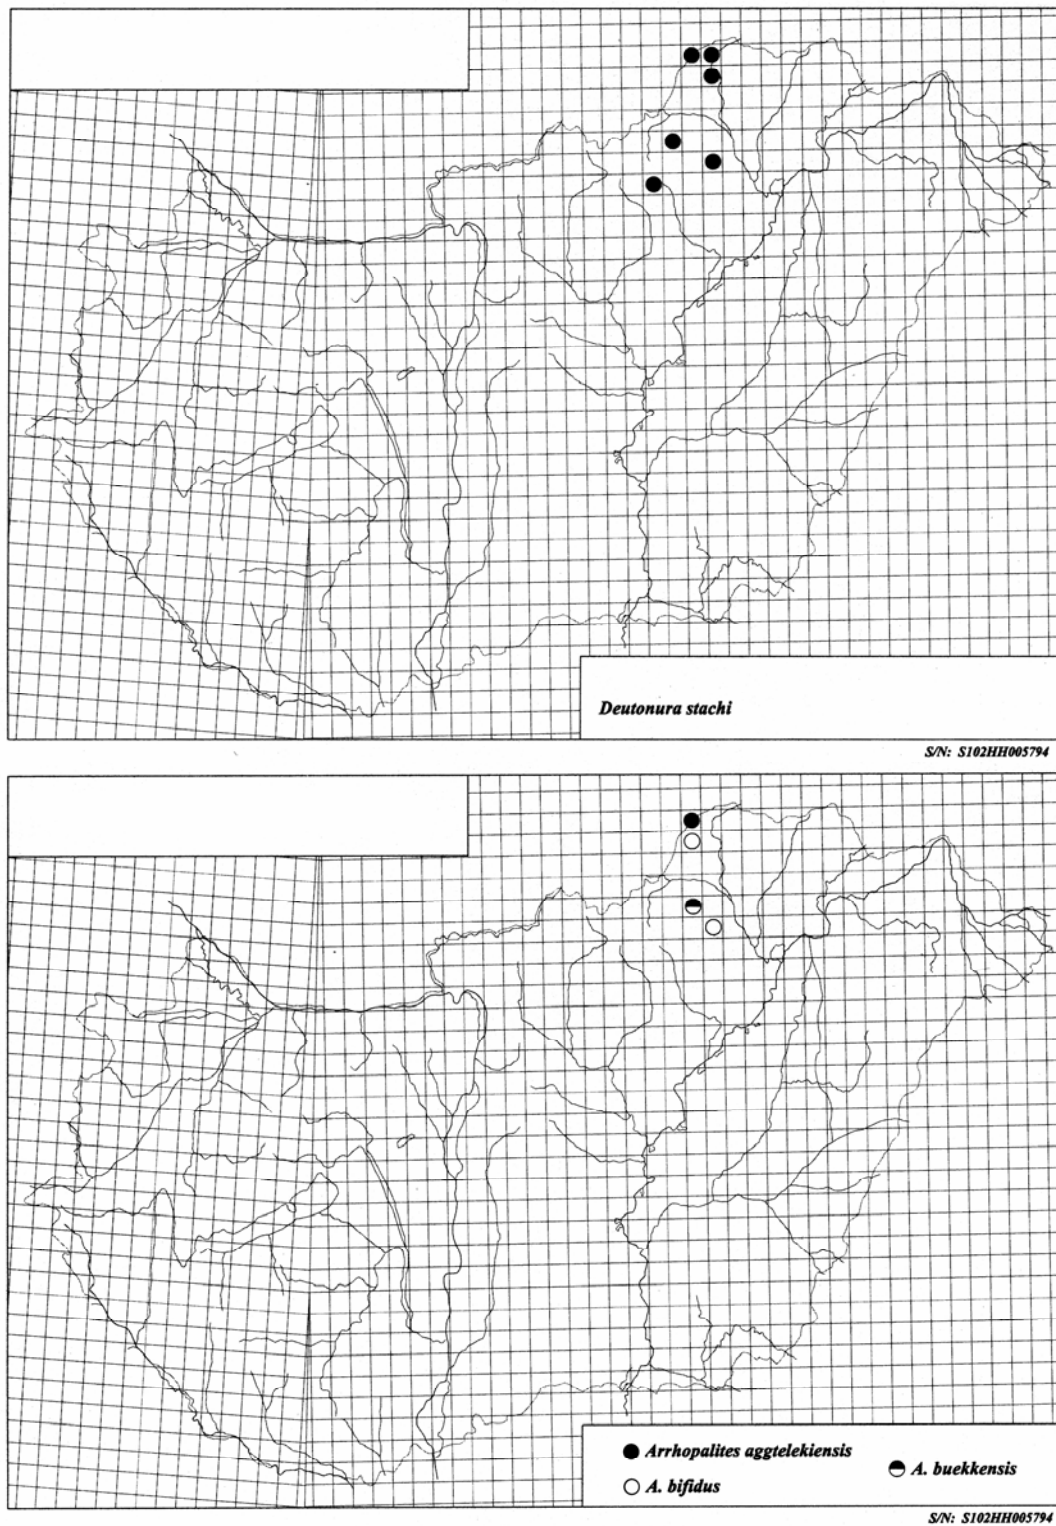 Deutonura stachi
S/N: S102HH005794
Arrhopalites aggtelekiensis
A. buekkensis
A. bifidus
S/N: S102HH005794